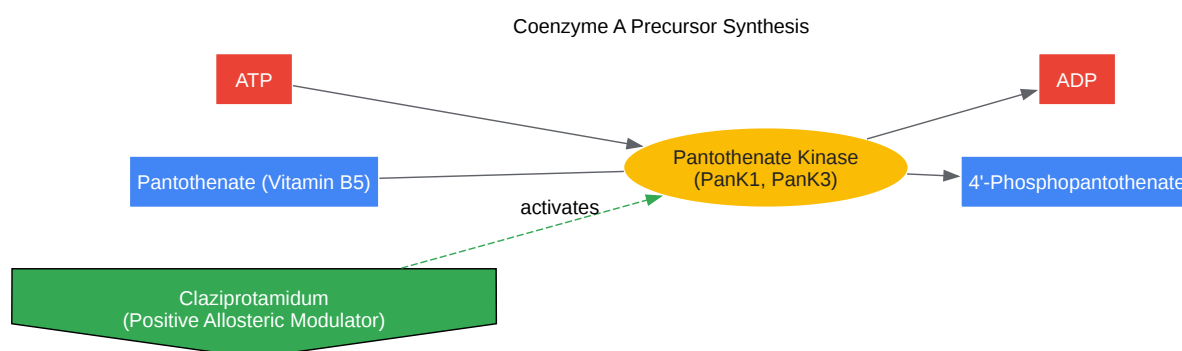 Coenzyme A Precursor Synthesis
ATP
ADP
Pantothenate (Vitamin B5)
Pantothenate Kinase
(PanK1, PanK3)
4'-Phosphopantothenate
activates
Claziprotamidum
(Positive Allosteric Modulator)